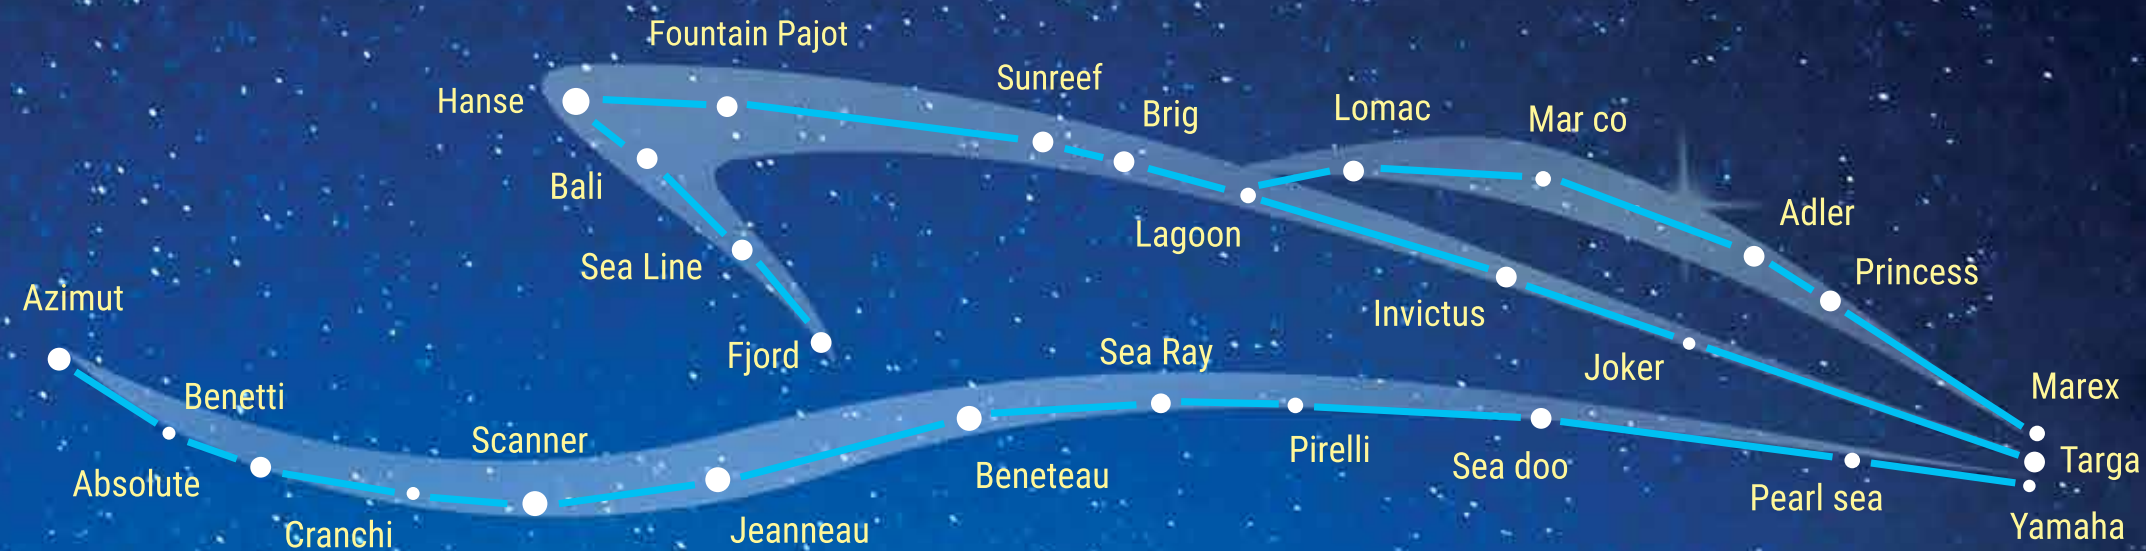 Fountain Pajot
Hanse
Sunreef
Brig
Lomac
Mar co
Bali
Adler
Lagoon
Sea Line
Princess
Azimut
Invictus
Fjord
Sea Ray
Joker
Marex
Benetti
Scanner
Pirelli
Targa
Sea doo
Beneteau
Absolute
Pearl sea
Cranchi
Jeanneau
Yamaha